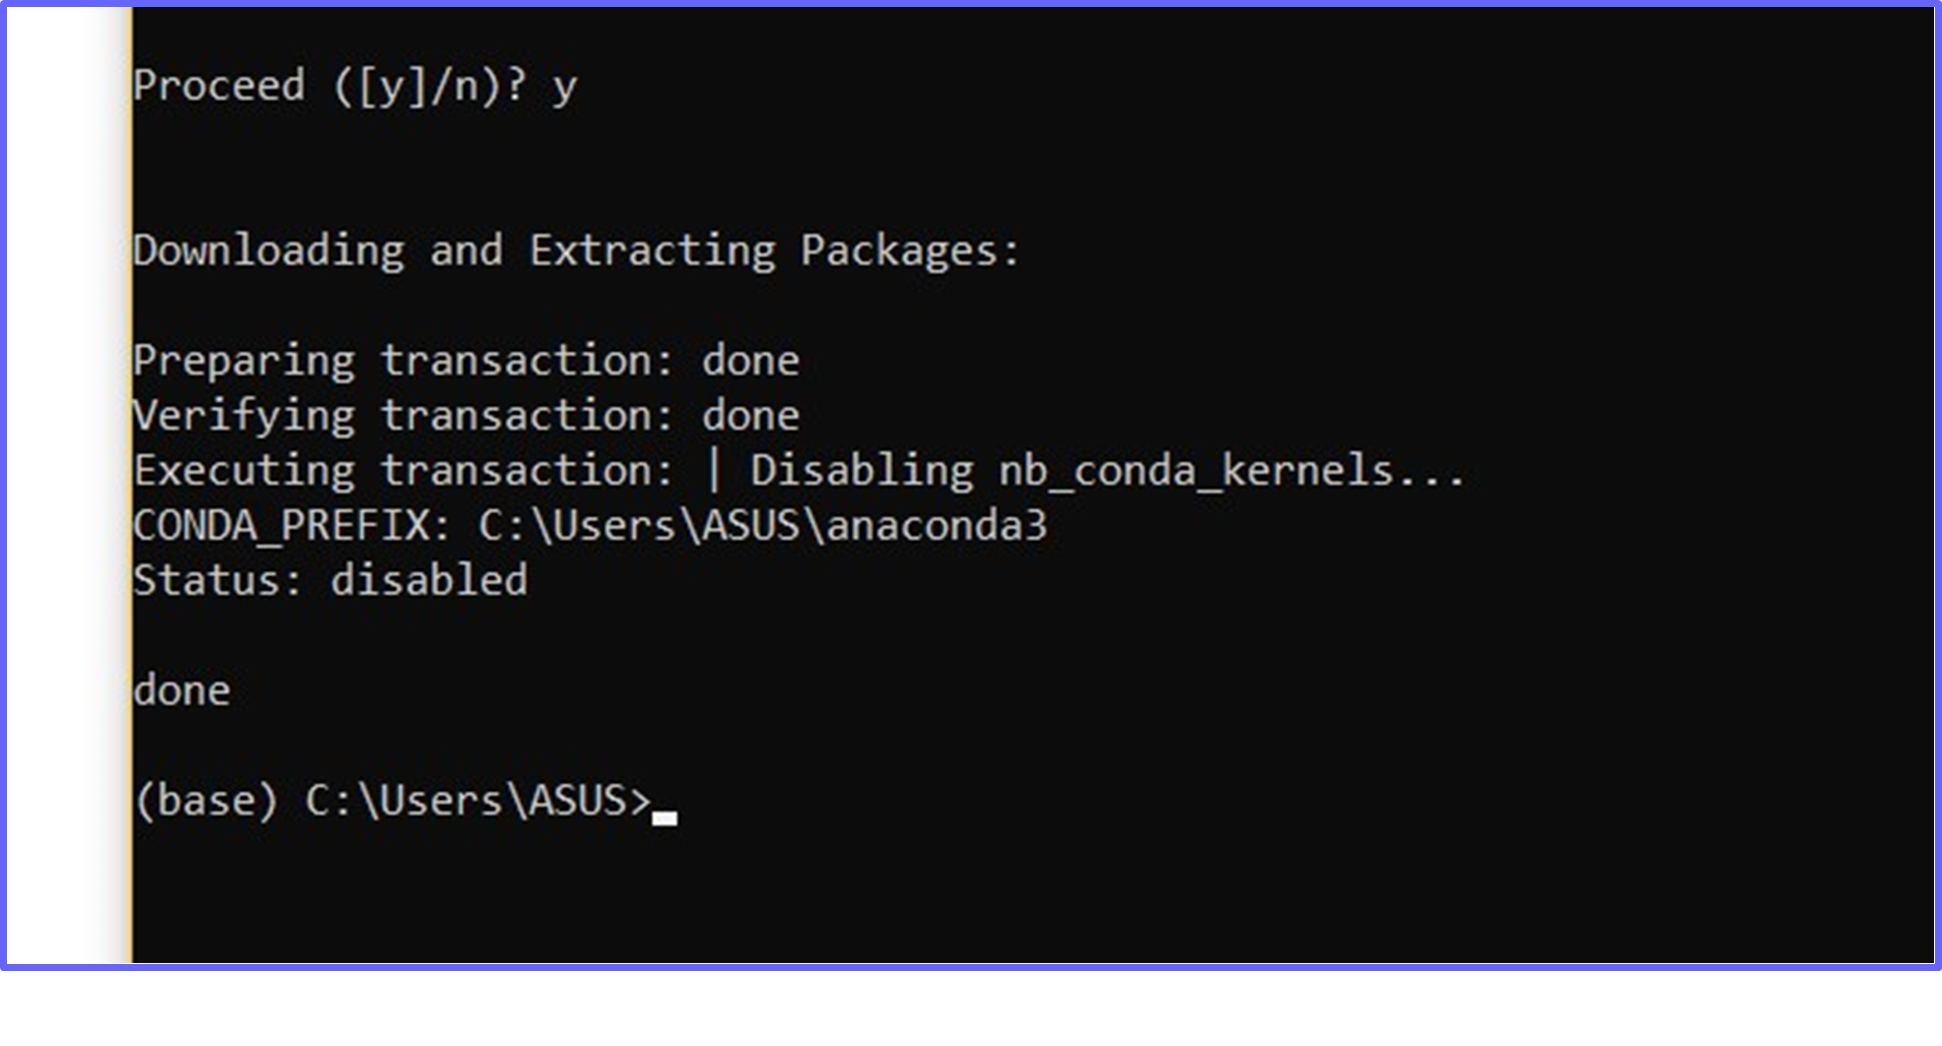 Proceed ([y]/n)? y
Downloading and Extracting Packages:
Preparing transaction: done
Verifying transaction: done
Executing transaction: | Disabling nb_conda_kernels...
CONDA_PREFIX: C:\Users\ASUS\anaconda3
Status: disabled
done
(base) C:\Users\ASUS>